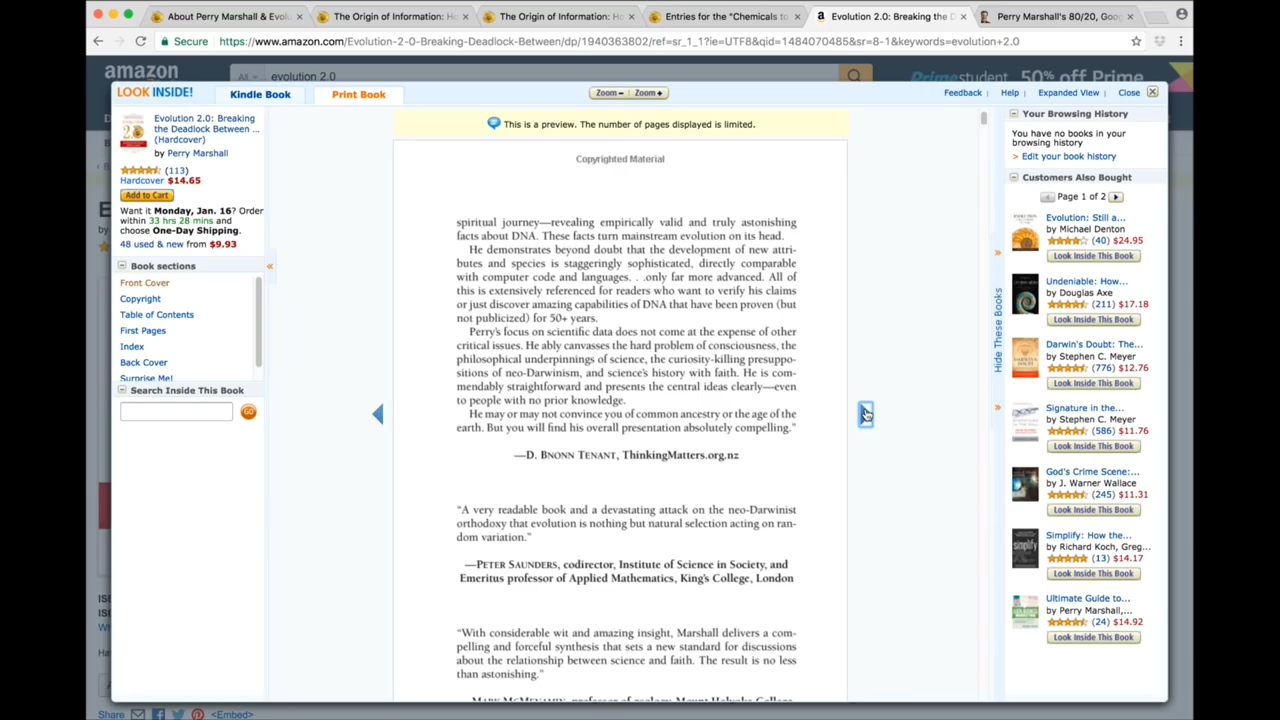 About Perry Marshall & Evolu
The Origin of Information: Ho
The Origin of Information: Ho
Entries for the "Chemicals to
Evolution 2.0: Breaking the D
Perry Marshall's 80/20, Goog
Secure
https://www.amazon.com/Evolution-2-0-Breaking-Deadlock-Between/dp/1940363802/ref=sr_1_1?ie=UTF8&qid=1484070485&sr=8-1&keywords=evolution+2.0
amazon
All
evolution 2.0
Prime student 50% off Prime
LOOK INSIDE!
Kindle Book
Print Book
Zoom −
Zoom +
Feedback
Help
Expanded View
Close
Evolution 2.0: Breaking
the Deadlock Between ...
(Hardcover)
by Perry Marshall
(113)
Hardcover $14.65
Add to Cart
Want it Monday, Jan. 16? Order
within 33 hrs 28 mins and
choose One-Day Shipping.
48 used & new from $9.93
Book sections
Front Cover
Copyright
Table of Contents
First Pages
Index
Back Cover
Surprise Me!
Search Inside This Book
GO
This is a preview. The number of pages displayed is limited.
Copyrighted Material
spiritual journey—revealing empirically valid and truly astonishing
facts about DNA. These facts turn mainstream evolution on its head.
He demonstrates beyond doubt that the development of new attri-
butes and species is staggeringly sophisticated, directly comparable
with computer code and languages. . .only far more advanced. All of
this is extensively referenced for readers who want to verify his claims
or just discover amazing capabilities of DNA that have been proven (but
not publicized) for 50+ years.
Perry's focus on scientific data does not come at the expense of other
critical issues. He ably canvasses the hard problem of consciousness, the
philosophical underpinnings of science, the curiosity-killing presuppo-
sitions of neo-Darwinism, and science's history with faith. He is com-
mendably straightforward and presents the central ideas clearly—even
to people with no prior knowledge.
He may or may not convince you of common ancestry or the age of the
earth. But you will find his overall presentation absolutely compelling."
—D. BNONN TENANT, ThinkingMatters.org.nz
"A very readable book and a devastating attack on the neo-Darwinist
orthodoxy that evolution is nothing but natural selection acting on ran-
dom variation."
—PETER SAUNDERS, codirector, Institute of Science in Society, and
Emeritus professor of Applied Mathematics, King's College, London
"With considerable wit and amazing insight, Marshall delivers a com-
pelling and forceful synthesis that sets a new standard for discussions
about the relationship between science and faith. The result is no less
than astonishing."
—MARK MCMENAMIN, professor of geology, Mount Holyoke College,
Hide These Books
Your Browsing History
You have no books in your
browsing history
> Edit your book history
Customers Also Bought
Page 1 of 2
Evolution: Still a...
by Michael Denton
(40) $24.95
Look Inside This Book
Undeniable: How...
by Douglas Axe
(211) $17.18
Look Inside This Book
Darwin's Doubt: The...
by Stephen C. Meyer
(776) $12.76
Look Inside This Book
Signature in the...
by Stephen C. Meyer
(586) $11.76
Look Inside This Book
God's Crime Scene:...
by J. Warner Wallace
(245) $11.31
Look Inside This Book
Simplify: How the...
by Richard Koch, Greg...
(13) $14.17
Look Inside This Book
Ultimate Guide to...
by Perry Marshall,...
(24) $14.92
Look Inside This Book
Share
<Embed>